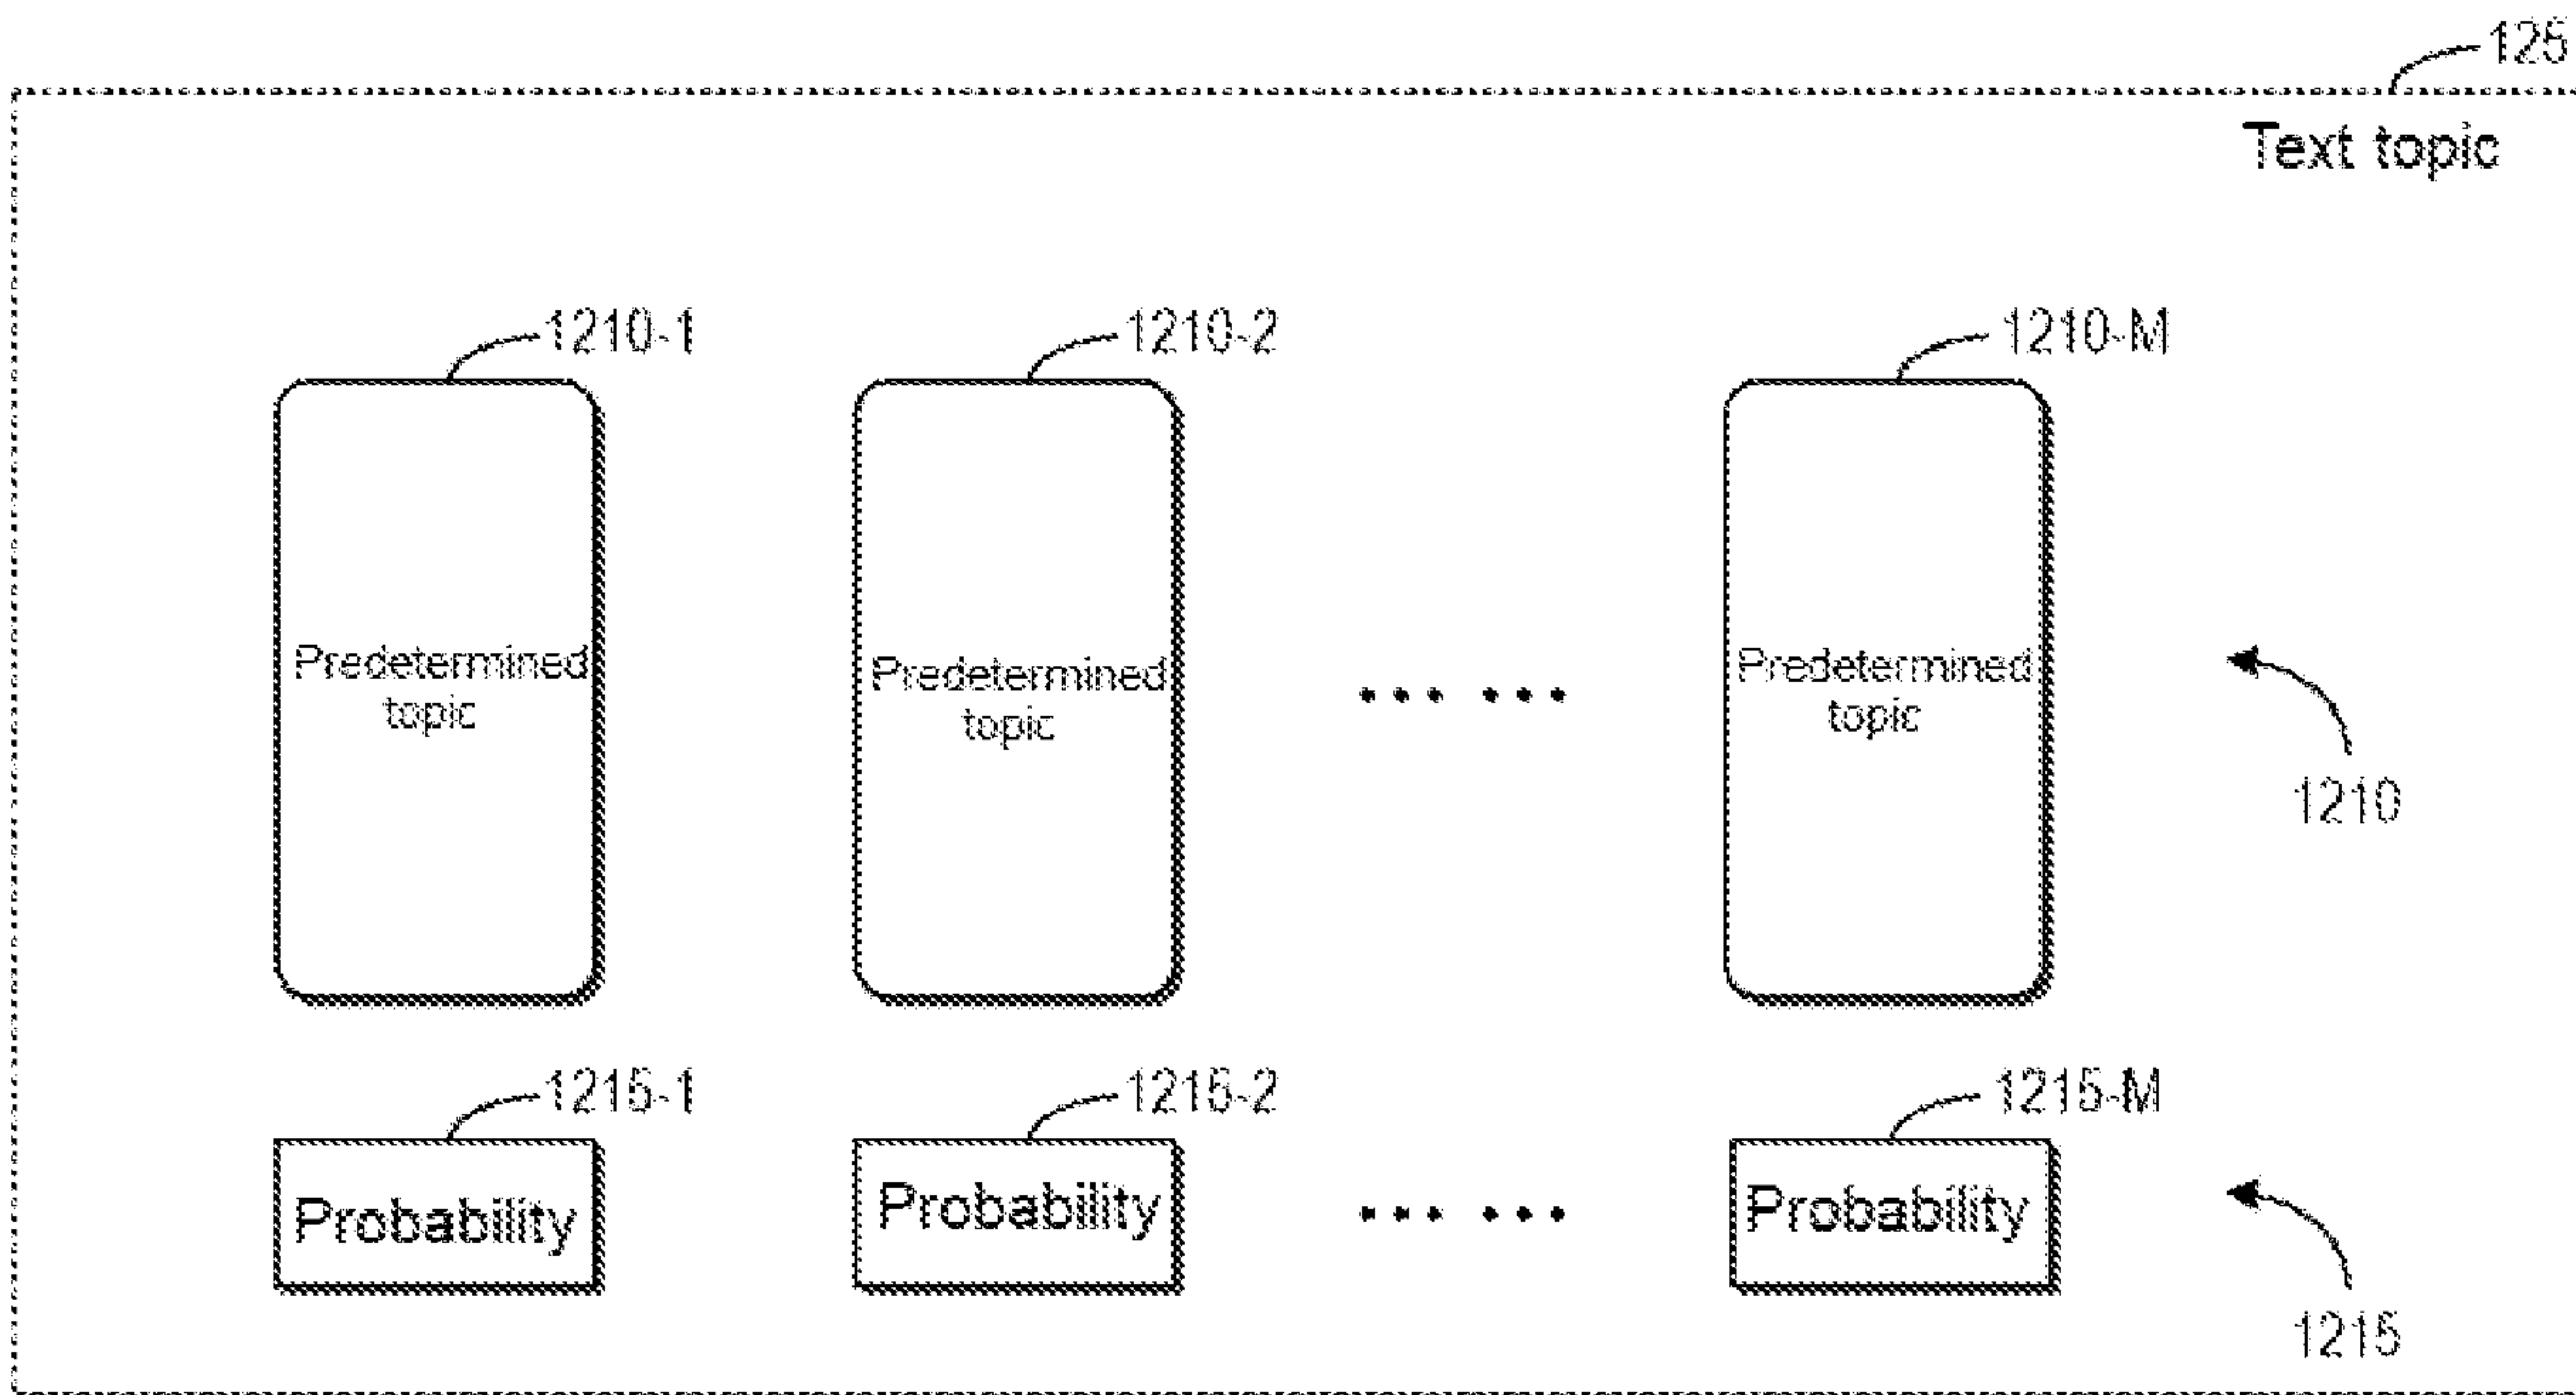 125
Text topic
1210-1
1210-2
1210-M
Predetermined
topic
Predetermined
topic
Predetermined
topic
1210
1215-1
1215-2
1215-M
Probability
Probability
Probability
1215